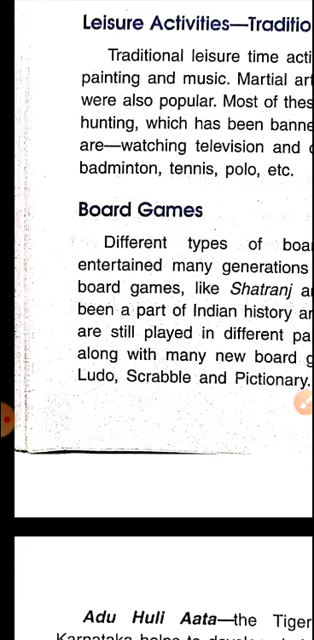 Leisure Activities—Traditio
Traditional leisure time acti
painting and music. Martial ar
were also popular. Most of thes
hunting, which has been banne
are—watching television and
badminton, tennis, polo, etc.
Board Games
Different types of boa
entertained many generations
board games, like Shatranj a
been a part of Indian history a
are still played in different pa
along with many new board g
Ludo, Scrabble and Pictionary.
Adu Huli Aata—the Tiger
Karnataka helps to